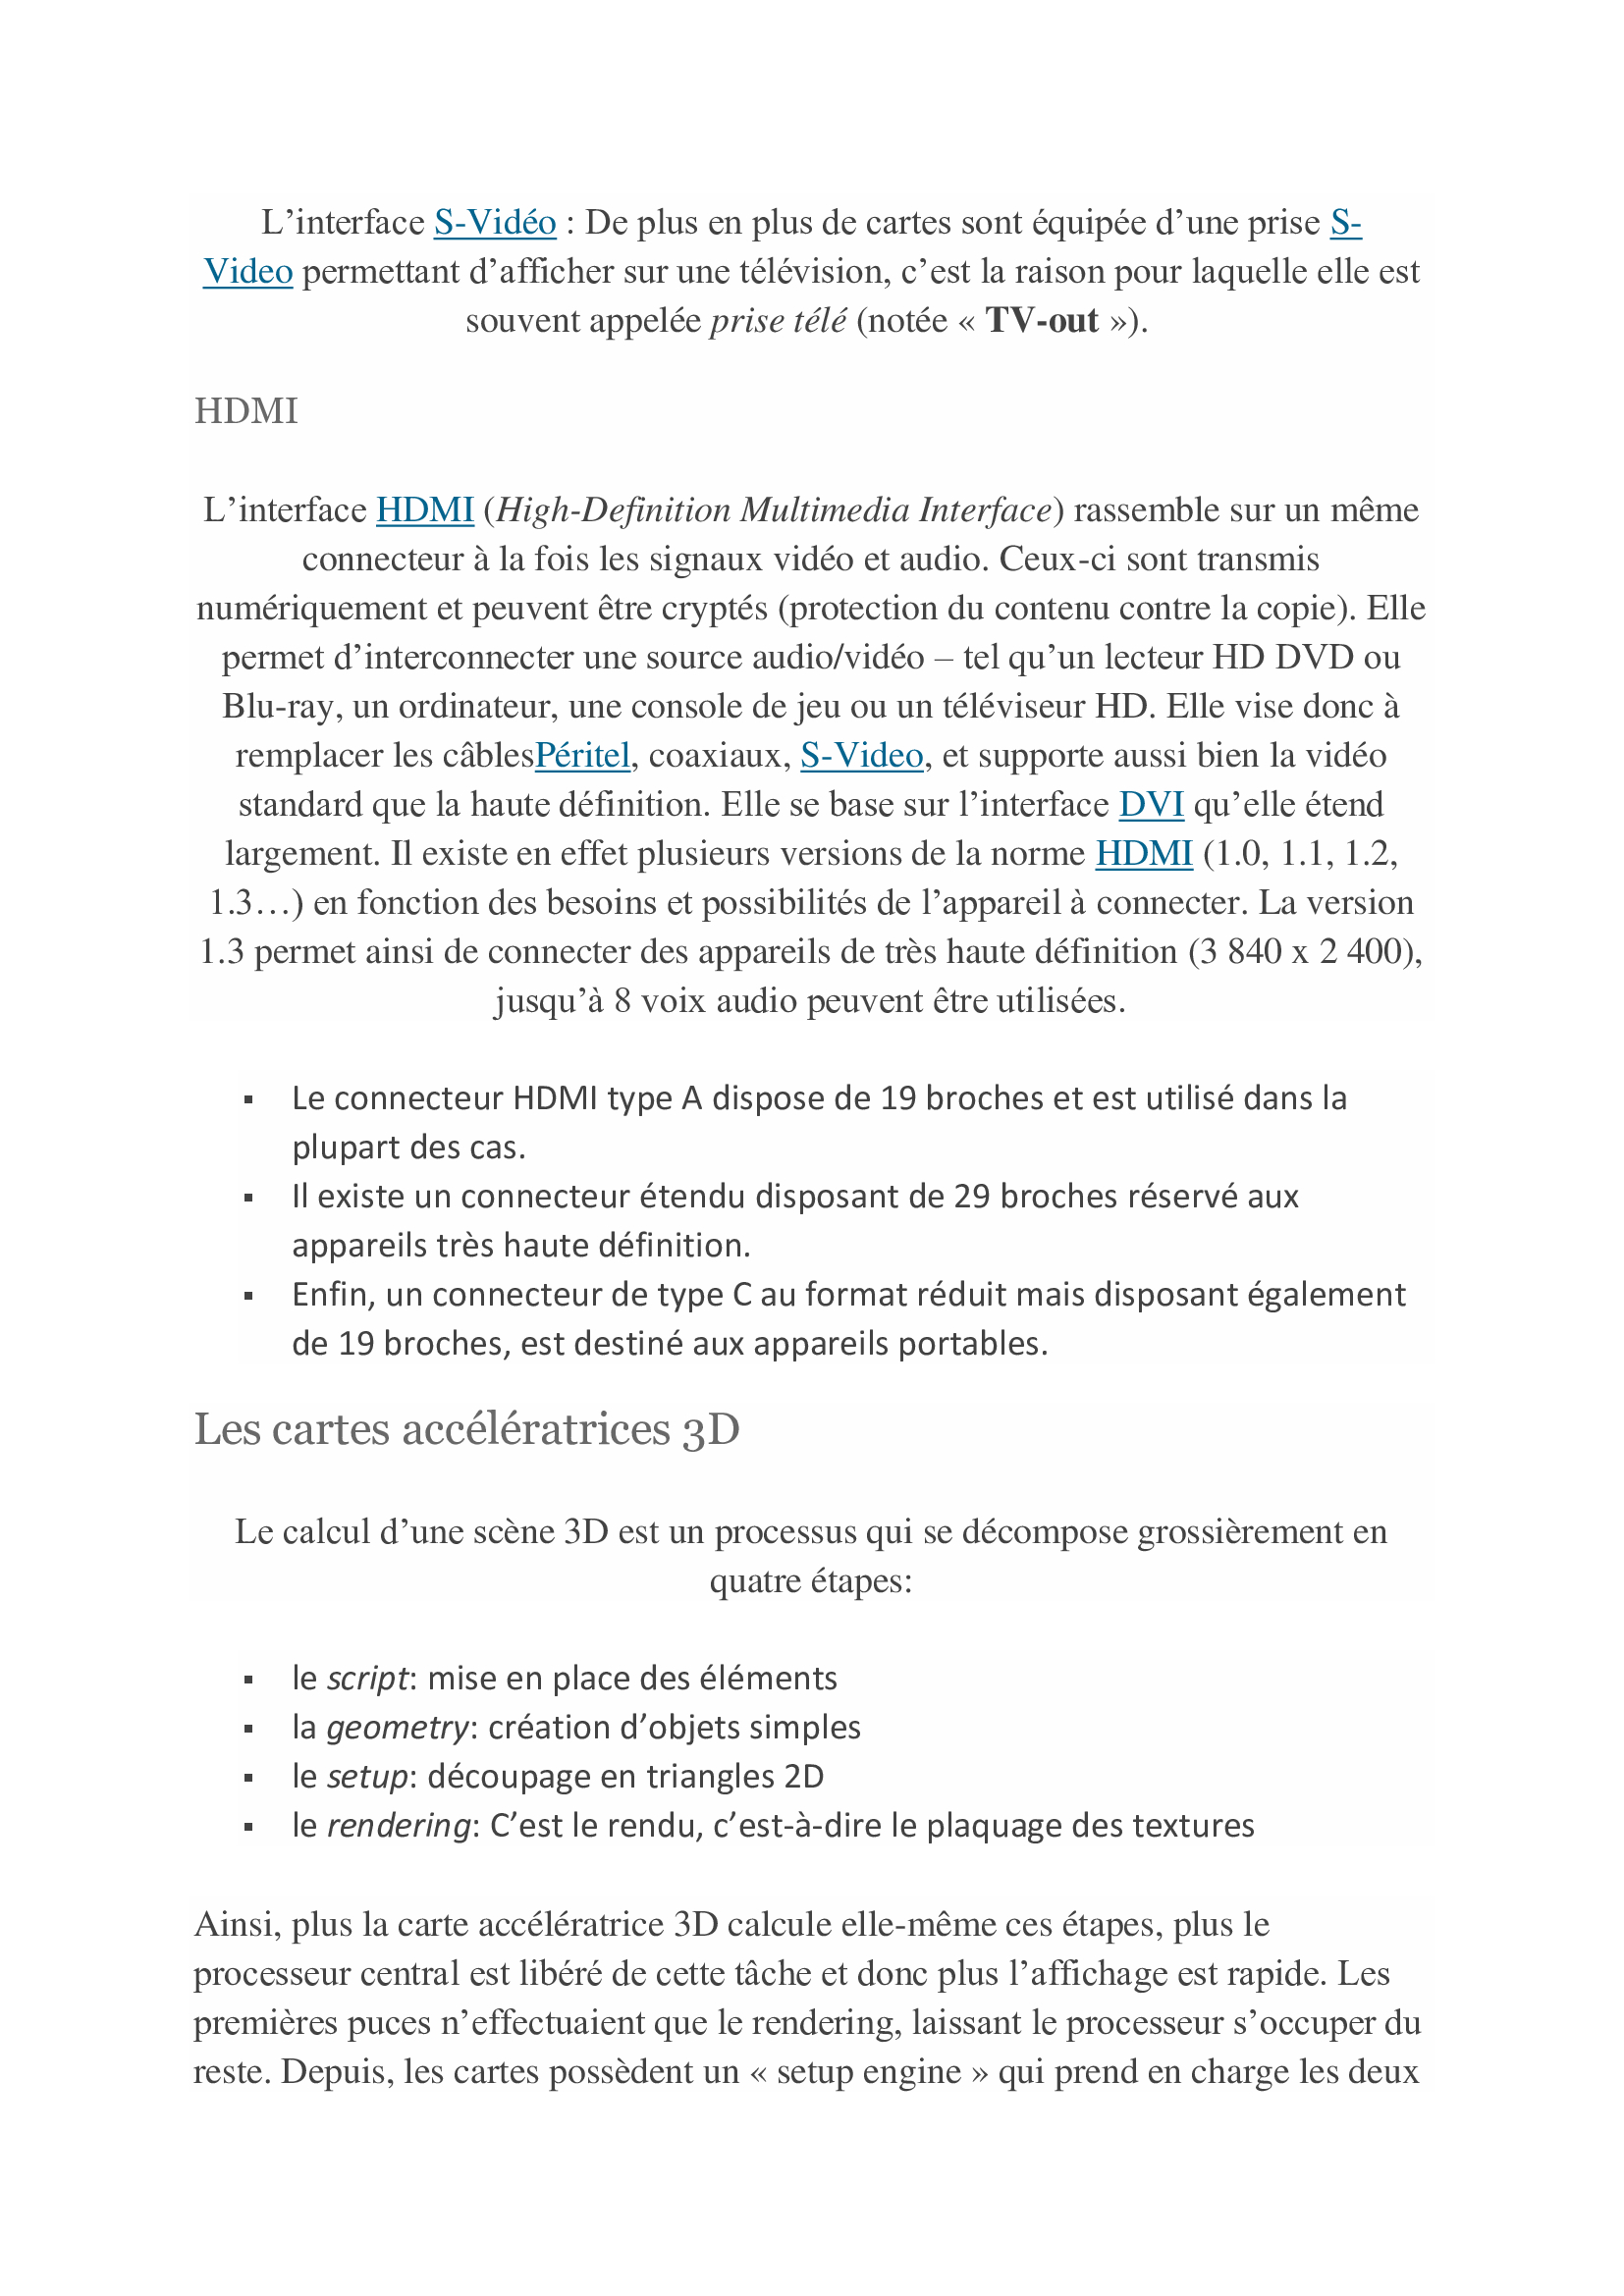 L’interface S-Vidéo : De plus en plus de cartes sont équipée d’une prise S-
Video permettant d’afficher sur une télévision, c’est la raison pour laquelle elle est
souvent appelée prise télé (notée « TV-out »).
HDMI
L’interface HDMI (High-Definition Multimedia Interface) rassemble sur un même
connecteur à la fois les signaux vidéo et audio. Ceux-ci sont transmis
numériquement et peuvent être cryptés (protection du contenu contre la copie). Elle
permet d’interconnecter une source audio/vidéo – tel qu’un lecteur HD DVD ou
Blu-ray, un ordinateur, une console de jeu ou un téléviseur HD. Elle vise donc à
remplacer les câblesPéritel, coaxiaux, S-Video, et supporte aussi bien la vidéo
standard que la haute définition. Elle se base sur l’interface DVI qu’elle étend
largement. Il existe en effet plusieurs versions de la norme HDMI (1.0, 1.1, 1.2,
1.3…) en fonction des besoins et possibilités de l’appareil à connecter. La version
1.3 permet ainsi de connecter des appareils de très haute définition (3 840 x 2 400),
jusqu’à 8 voix audio peuvent être utilisées.
▪ Le connecteur HDMI type A dispose de 19 broches et est utilisé dans la
plupart des cas.
▪ Il existe un connecteur étendu disposant de 29 broches réservé aux
appareils très haute définition.
▪ Enfin, un connecteur de type C au format réduit mais disposant également
de 19 broches, est destiné aux appareils portables.
Les cartes accélératrices 3D
Le calcul d’une scène 3D est un processus qui se décompose grossièrement en
quatre étapes:
▪ le script: mise en place des éléments
▪ la geometry: création d’objets simples
▪ le setup: découpage en triangles 2D
▪ le rendering: C’est le rendu, c’est-à-dire le plaquage des textures
Ainsi, plus la carte accélératrice 3D calcule elle-même ces étapes, plus le
processeur central est libéré de cette tâche et donc plus l’affichage est rapide. Les
premières puces n’effectuaient que le rendering, laissant le processeur s’occuper du
reste. Depuis, les cartes possèdent un « setup engine » qui prend en charge les deux